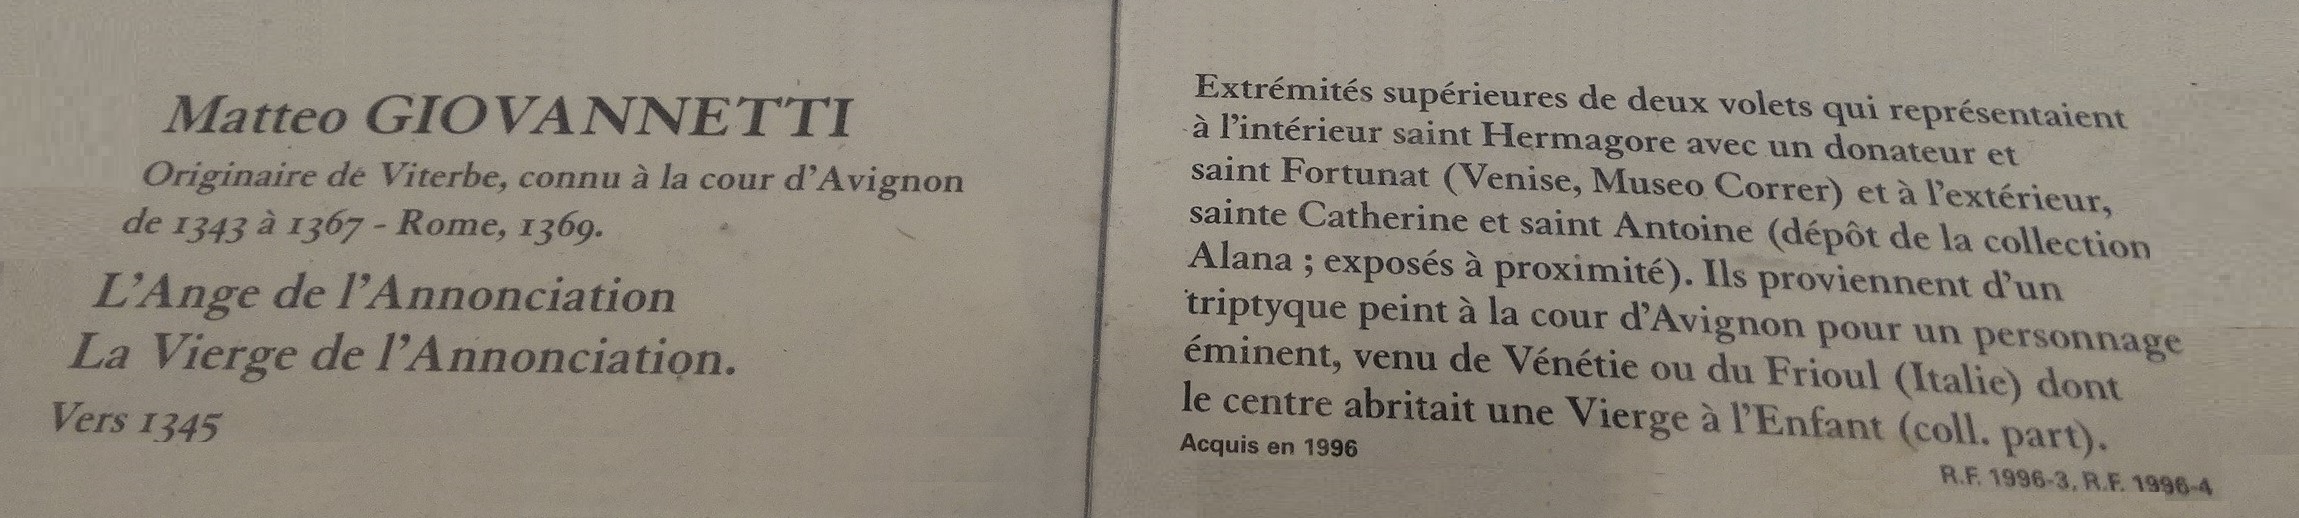 Matteo GIOVANNETTI
Originaire de Viterbe, connu à la cour d'Avignon
de 1343 à 1367 - Rome, 1369.
L'Ange de l'Annonciation
La Vierge de l'Annonciation.
Vers 1345
Extrémités supérieures de deux volets qui représentaient
à l'intérieur saint Hermagore avec un donateur et
saint Fortunat (Venise, Museo Correr) et à l'extérieur,
sainte Catherine et saint Antoine (dépôt de la collection
Alana ; exposés à proximité). Ils proviennent d'un
triptyque peint à la cour d'Avignon pour un personnage
éminent, venu de Vénétie ou du Frioul (Italie) dont
le centre abritait une Vierge à l'Enfant (coll. part).
Acquis en 1996
R.F. 1996-3, R.F. 1996-4